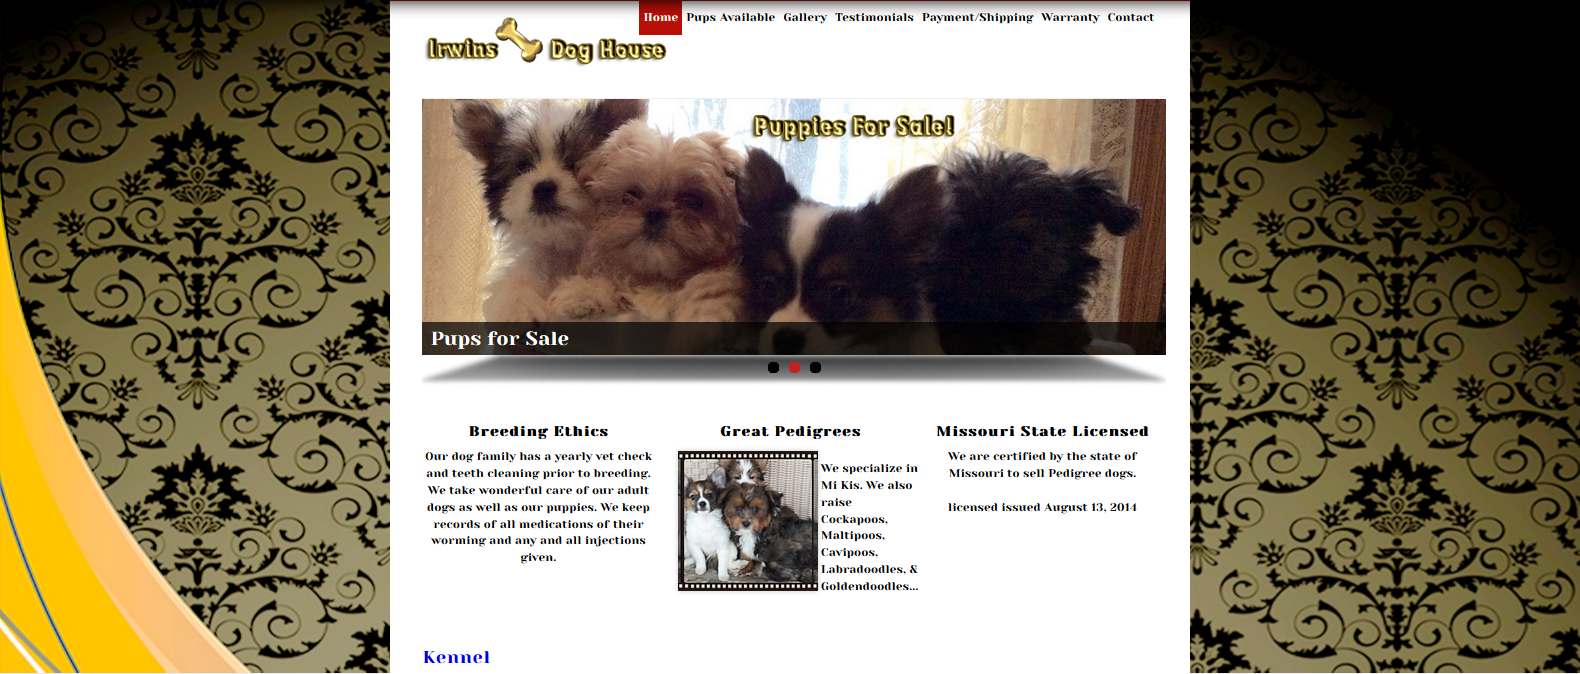 Home Pups Available Gallery Testimonials Payment/Shipping Warranty Contact
Irwins Dog House
Puppies For Sale!
Pups for Sale
Breeding Ethics
Our dog family has a yearly vet check
and teeth cleaning prior to breeding.
We take wonderful care of our adult
dogs as well as our puppies. We keep
records of all medications of their
worming and any and all injections
given.
Great Pedigrees
We specialize in
Mi Kis. We also
raise
Cockapoos,
Maltipoos,
Cavipoos,
Labradoodles, &
Goldendoodles...
Missouri State Licensed
We are certified by the state of
Missouri to sell Pedigree dogs.
licensed issued August 13, 2014
Kennel